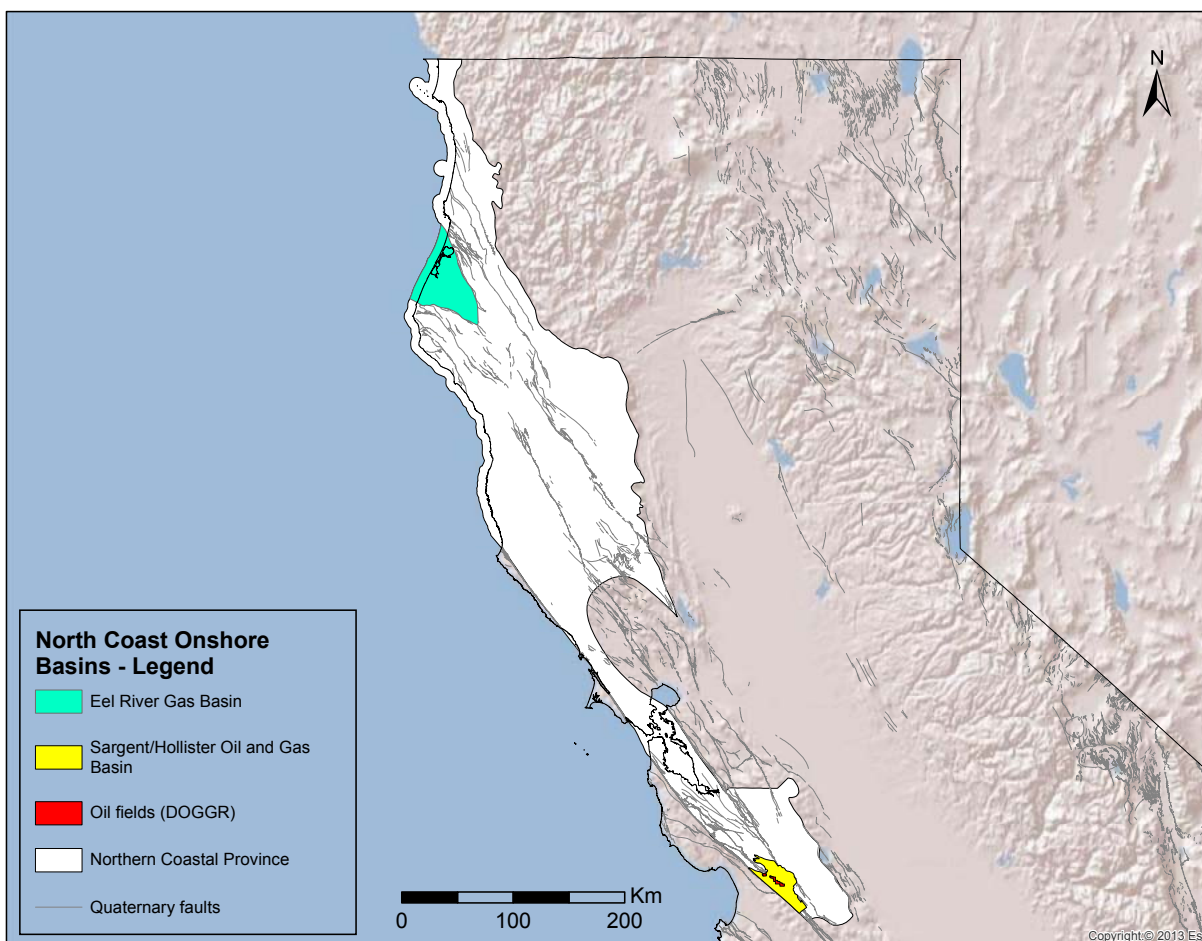 N
North Coast Onshore
Basins - Legend
Eel River Gas Basin
Sargent/Hollister Oil and Gas
Basin
Oil fields (DOGGR)
Northern Coastal Province
Quaternary faults
Km
0 100 200
Copyright:© 2013 Es